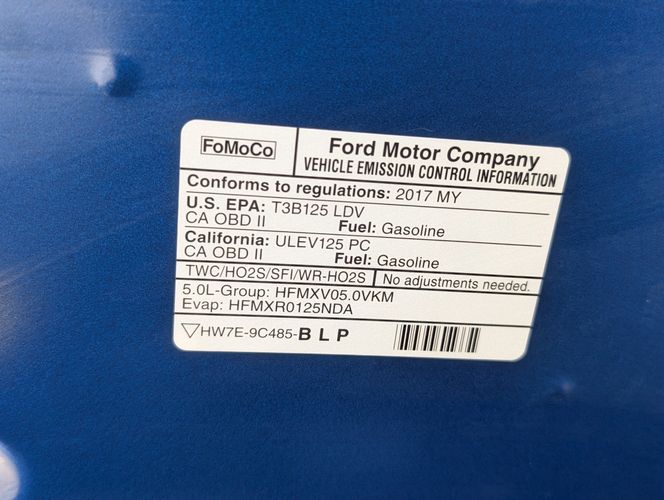 FoMoCo
Ford Motor Company
VEHICLE EMISSION CONTROL INFORMATION
Conforms to regulations: 2017 MY
U.S. EPA: T3B125 LDV
CA OBD II Fuel: Gasoline
California: ULEV125 PC
CA OBD II Fuel: Gasoline
TWC/HO2S/SFI/WR-HO2S No adjustments needed.
5.0L-Group: HFMXV05.0VKM
Evap: HFMXR0125NDA
HW7E-9C485-B L P